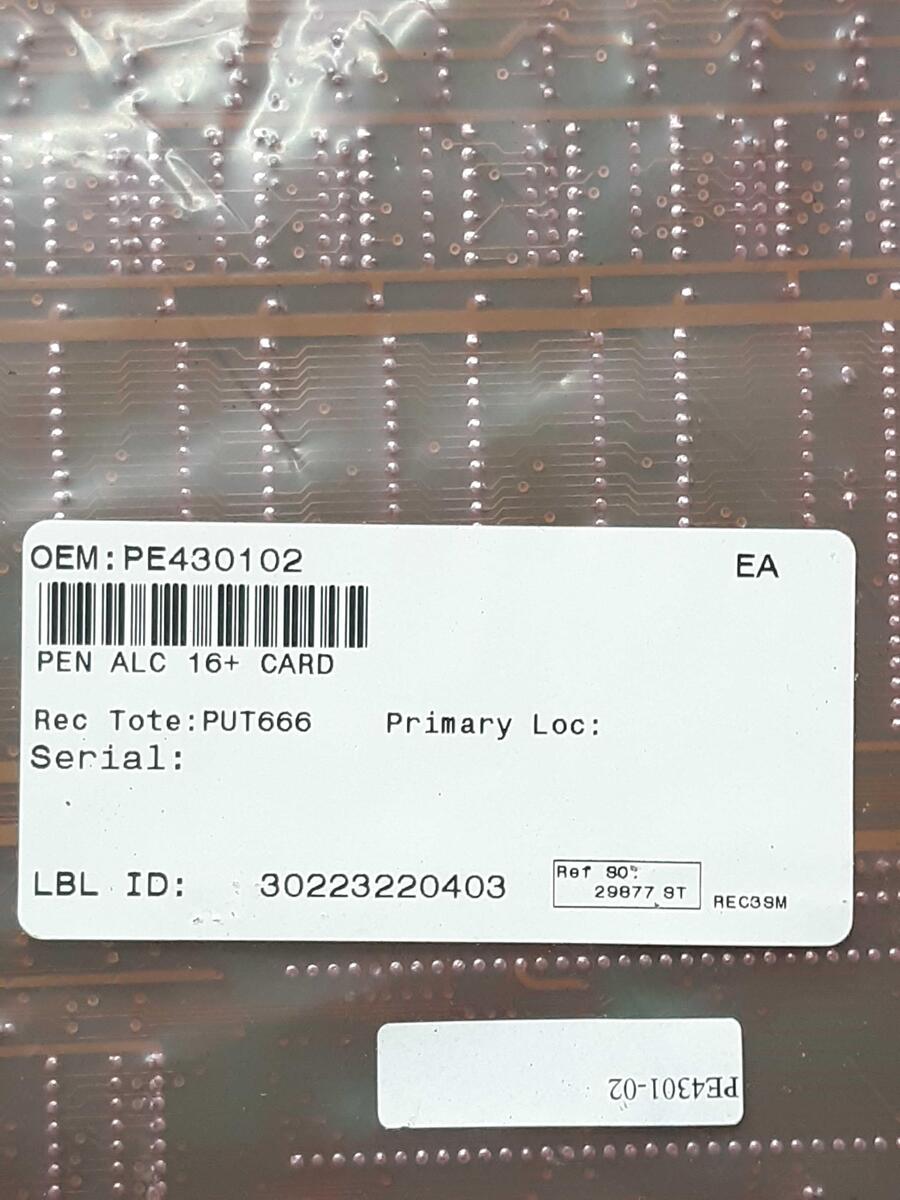 OEM:PE430102
EA
PEN ALC 16+ CARD
Rec Tote:PUT666
Primary Loc:
Serial:
LBL ID: 30223220403
Ref SO#:
29877 ST
REC3SM
PE4301-02